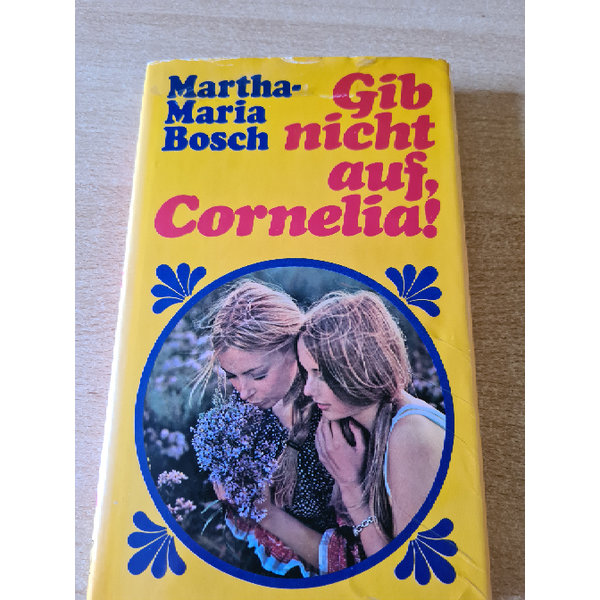 Martha-
Maria
Bosch
Gib
nicht
auf,
Cornelia!